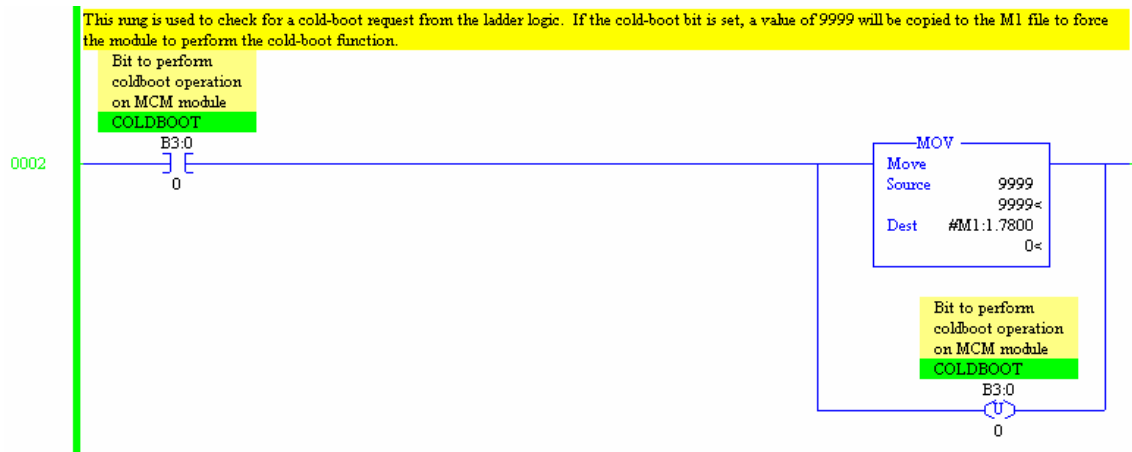 This rung is used to check for a cold-boot request from the ladder logic. If the cold-boot bit is set, a value of 9999 will be copied to the M1 file to force
the module to perform the cold-boot function.
Bit to perform
coldboot operation
on MCM module
COLDBOOT
B3:0
0002
0
MOV
Move
Source 9999
9999<
Dest #M1:1.7800
0<
Bit to perform
coldboot operation
on MCM module
COLDBOOT
B3:0
U
0